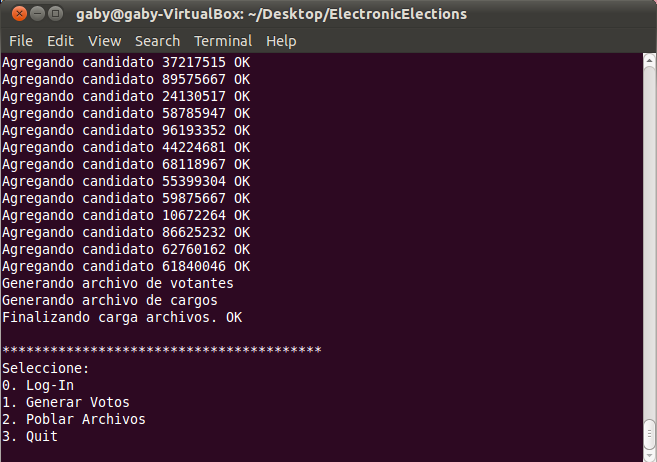 gaby@gaby-VirtualBox: ~/Desktop/ElectronicElections
File Edit View Search Terminal Help
Agregando candidato 37217515 OK
Agregando candidato 89575667 OK
Agregando candidato 24130517 OK
Agregando candidato 58785947 OK
Agregando candidato 96193352 OK
Agregando candidato 44224681 OK
Agregando candidato 68118967 OK
Agregando candidato 55399304 OK
Agregando candidato 59875667 OK
Agregando candidato 10672264 OK
Agregando candidato 86625232 OK
Agregando candidato 62760162 OK
Agregando candidato 61840046 OK
Generando archivo de votantes
Generando archivo de cargos
Finalizando carga archivos. OK
****************************************
Seleccione:
0. Log-In
1. Generar Votos
2. Poblar Archivos
3. Quit